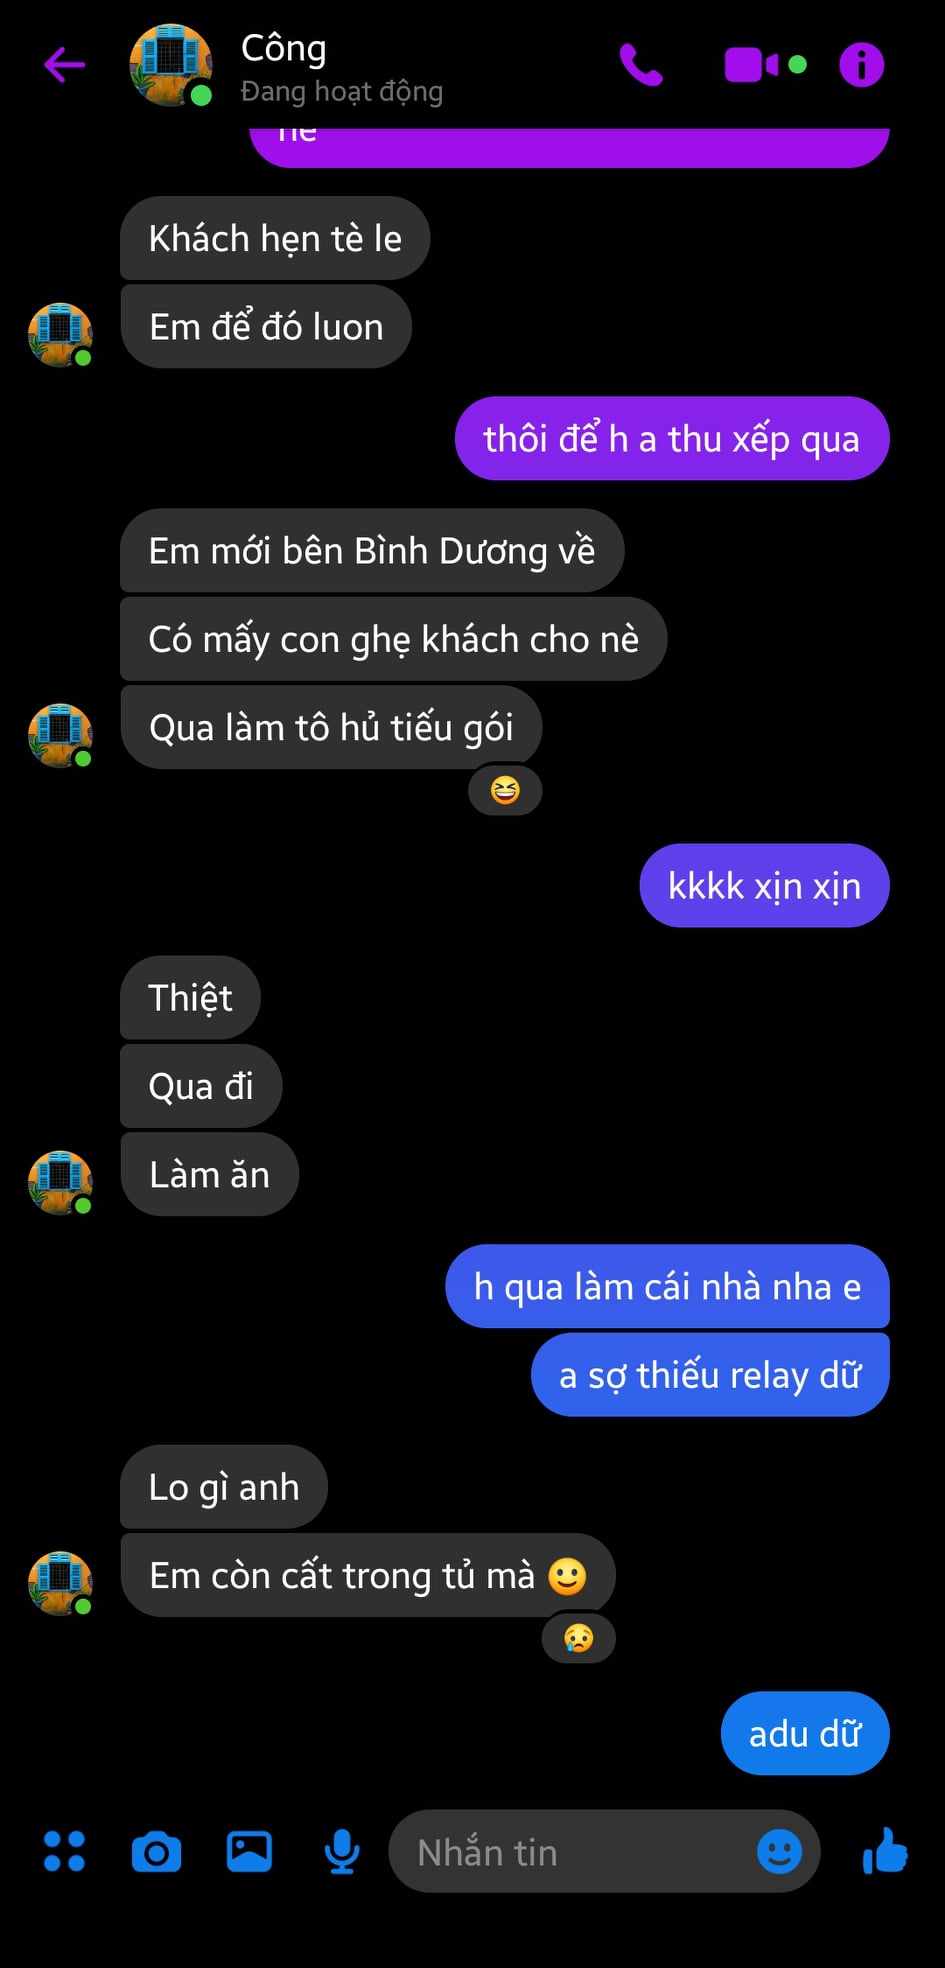 Công
Đang hoạt động
nè
Khách hẹn tè le
Em để đó luon
thôi để h a thu xếp qua
Em mới bên Bình Dương về
Có mấy con ghẹ khách cho nè
Qua làm tô hủ tiếu gói
kkkk xịn xịn
Thiệt
Qua đi
Làm ăn
h qua làm cái nhà nha e
a sợ thiếu relay dữ
Lo gì anh
Em còn cất trong tủ mà 🙂
adu dữ
Nhắn tin